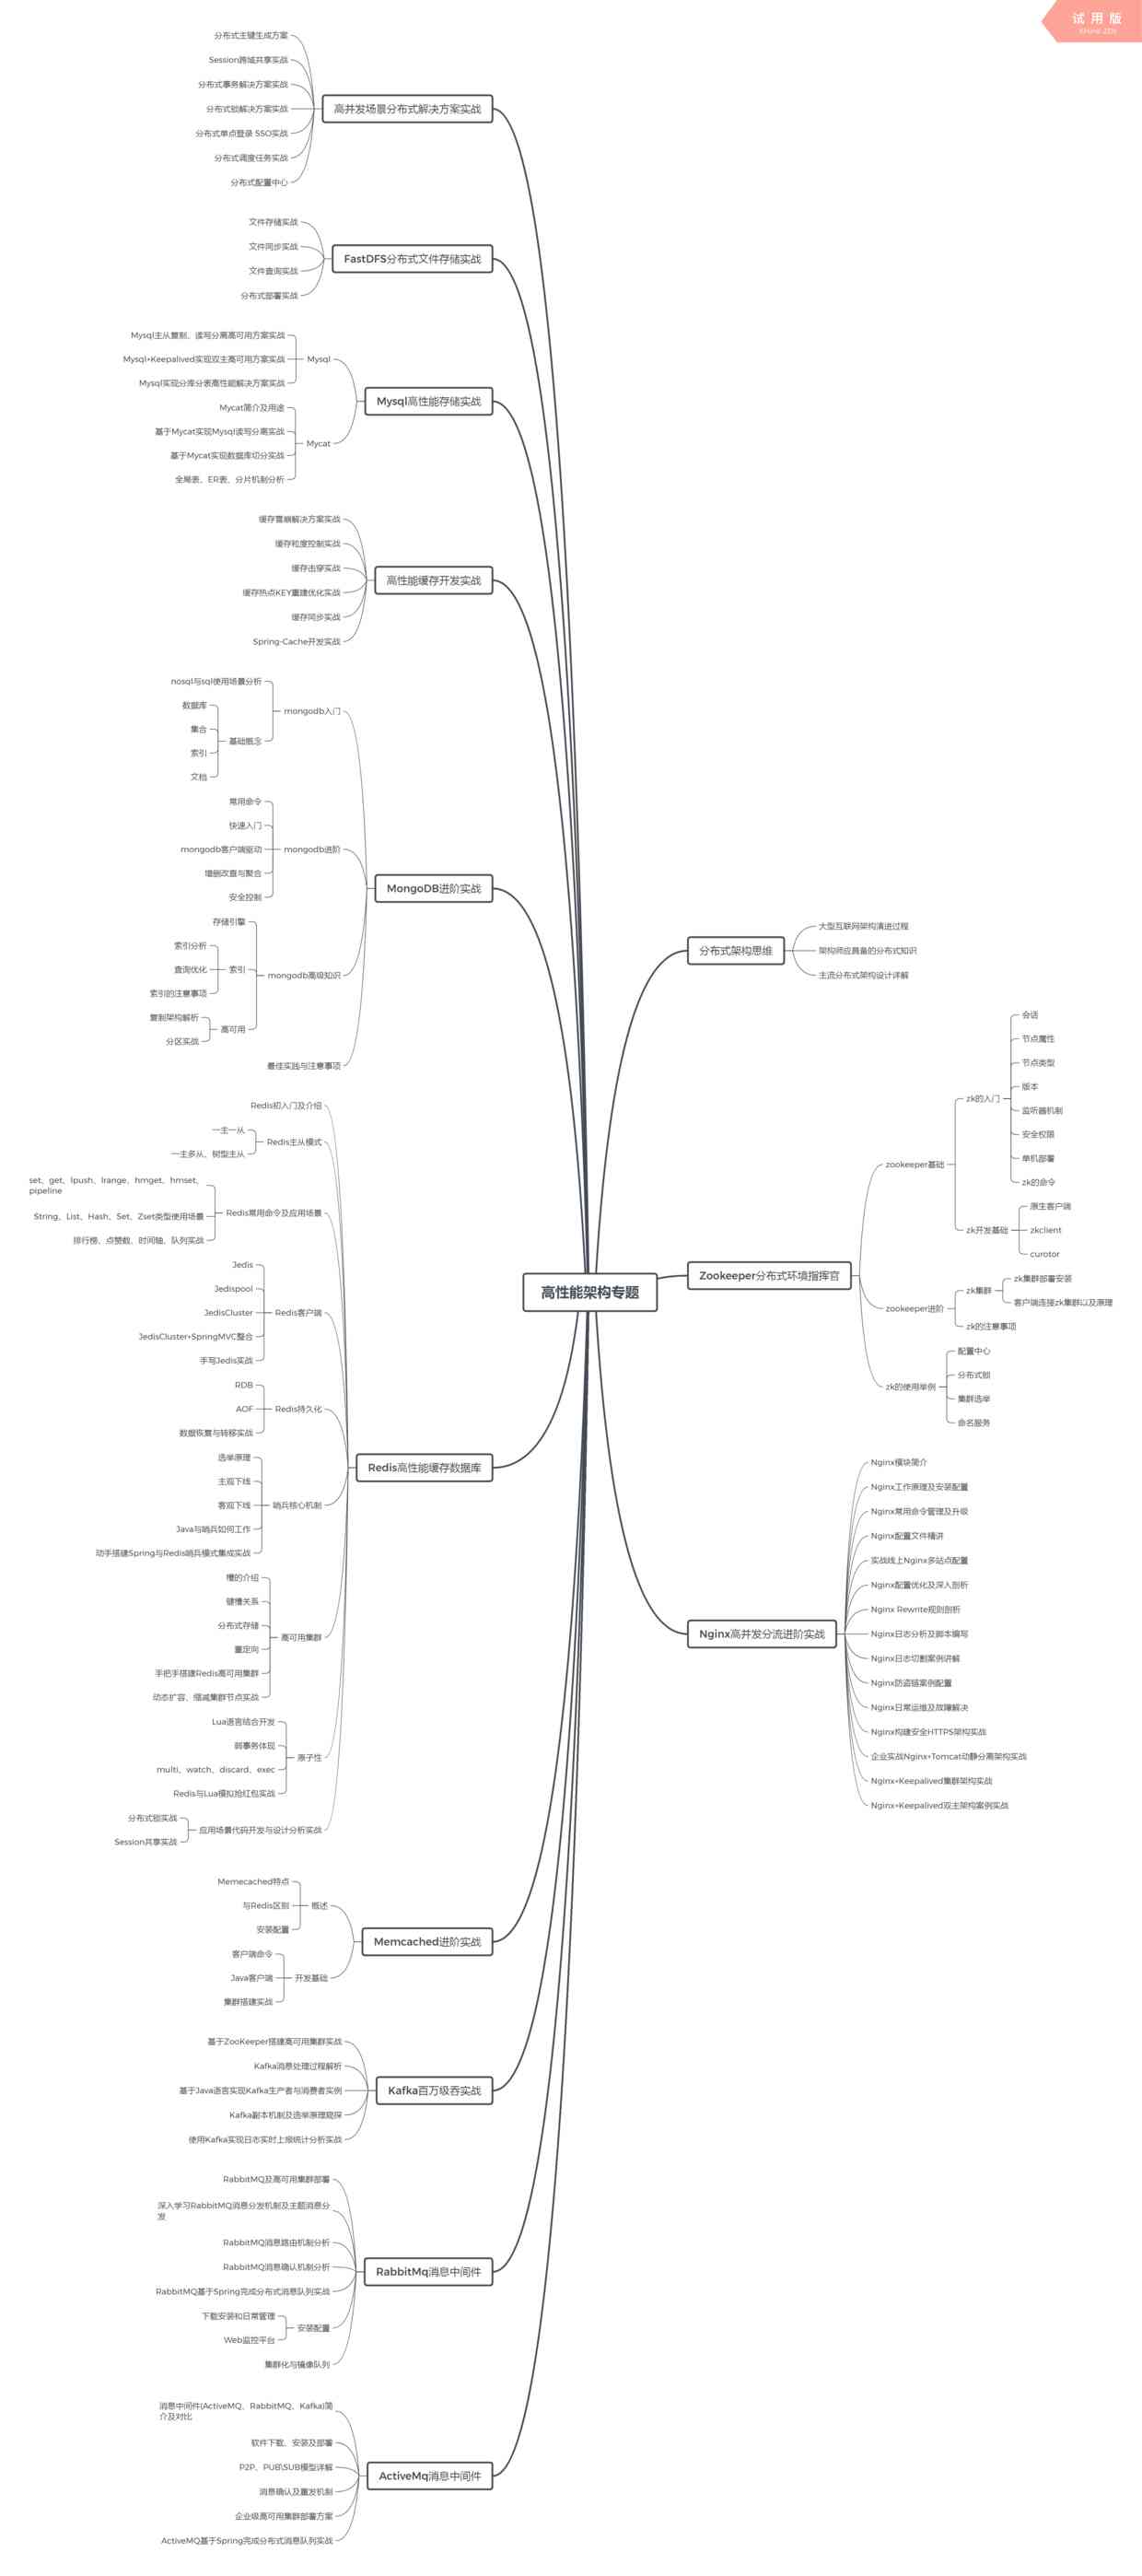 试用版
XMind ZEN
分布式主键生成方案
Session跨域共享实战
分布式事务解决方案实战
分布式锁解决方案实战
分布式单点登录 SSO实战
分布式调度任务实战
分布式配置中心
高并发场景分布式解决方案实战
文件存储实战
文件同步实战
文件查询实战
分布式部署实战
FastDFS分布式文件存储实战
Mysql主从复制、读写分离高可用方案实战
Mysql+Keepalived实现双主高可用方案实战
Mysql实现分库分表高性能解决方案实战
Mysql
Mycat简介及用途
基于Mycat实现Mysql读写分离实战
基于Mycat实现数据库切分实战
全局表、ER表、分片机制分析
Mycat
Mysql高性能存储实战
缓存雪崩解决方案实战
缓存粒度控制实战
缓存击穿实战
缓存热点KEY重建优化实战
缓存同步实战
Spring-Cache开发实战
高性能缓存开发实战
nosql与sql使用场景分析
数据库
集合
索引
文档
基础概念
mongodb入门
常用命令
快速入门
mongodb客户端驱动
增删改查与聚合
安全控制
mongodb进阶
存储引擎
索引分析
查询优化
索引的注意事项
索引
复制架构解析
分区实战
高可用
mongodb高级知识
最佳实践与注意事项
MongoDB进阶实战
Redis初入门及介绍
一主一从
一主多从、树型主从
Redis主从模式
set、get、lpush、lrange、hmget、hmset、
pipeline
String、List、Hash、Set、Zset类型使用场景
排行榜、点赞数、时间轴、队列实战
Redis常用命令及应用场景
Jedis
Jedispool
JedisCluster
JedisCluster+SpringMVC整合
手写Jedis实战
Redis客户端
RDB
AOF
数据恢复与转移实战
Redis持久化
选举原理
主观下线
客观下线
Java与哨兵如何工作
动手搭建Spring与Redis哨兵模式集成实战
哨兵核心机制
槽的介绍
键槽关系
分布式存储
重定向
手把手搭建Redis高可用集群
动态扩容、缩减集群节点实战
高可用集群
Lua语言结合开发
弱事务体现
multi、watch、discard、exec
Redis与Lua模拟抢红包实战
原子性
分布式锁实战
Session共享实战
应用场景代码开发与设计分析实战
Redis高性能缓存数据库
Memecached特点
与Redis区别
安装配置
概述
客户端命令
Java客户端
集群搭建实战
开发基础
Memcached进阶实战
基于ZooKeeper搭建高可用集群实战
Kafka消息处理过程解析
基于Java语言实现Kafka生产者与消费者实例
Kafka副本机制及选举原理窥探
使用Kafka实现日志实时上报统计分析实战
Kafka百万级吞实战
RabbitMQ及高可用集群部署
深入学习RabbitMQ消息分发机制及主题消息分
发
RabbitMQ消息路由机制分析
RabbitMQ消息确认机制分析
RabbitMQ基于Spring完成分布式消息队列实战
下载安装和日常管理
Web监控平台
安装配置
集群化与镜像队列
RabbitMq消息中间件
消息中间件(ActiveMQ、RabbitMQ、Kafka)简
介及对比
软件下载、安装及部署
P2P、PUB\SUB模型详解
消息确认及重发机制
企业级高可用集群部署方案
ActiveMQ基于Spring完成分布式消息队列实战
ActiveMq消息中间件
高性能架构专题
分布式架构思维
大型互联网架构演进过程
架构师应具备的分布式知识
主流分布式架构设计详解
Zookeeper分布式环境指挥官
zookeeper基础
zk的入门
会话
节点属性
节点类型
版本
监听器机制
安全权限
单机部署
zk的命令
zk开发基础
原生客户端
zkclient
curotor
zookeeper进阶
zk集群
zk集群部署安装
客户端连接zk集群以及原理
zk的注意事项
zk的使用举例
配置中心
分布式锁
集群选举
命名服务
Nginx高并发分流进阶实战
Nginx模块简介
Nginx工作原理及安装配置
Nginx常用命令管理及升级
Nginx配置文件精讲
实战线上Nginx多站点配置
Nginx配置优化及深入剖析
Nginx Rewrite规则剖析
Nginx日志分析及脚本编写
Nginx日志切割案例讲解
Nginx防盗链案例配置
Nginx日常运维及故障解决
Nginx构建安全HTTPS架构实战
企业实战Nginx+Tomcat动静分离架构实战
Nginx+Keepalived集群架构实战
Nginx+Keepalived双主架构案例实战